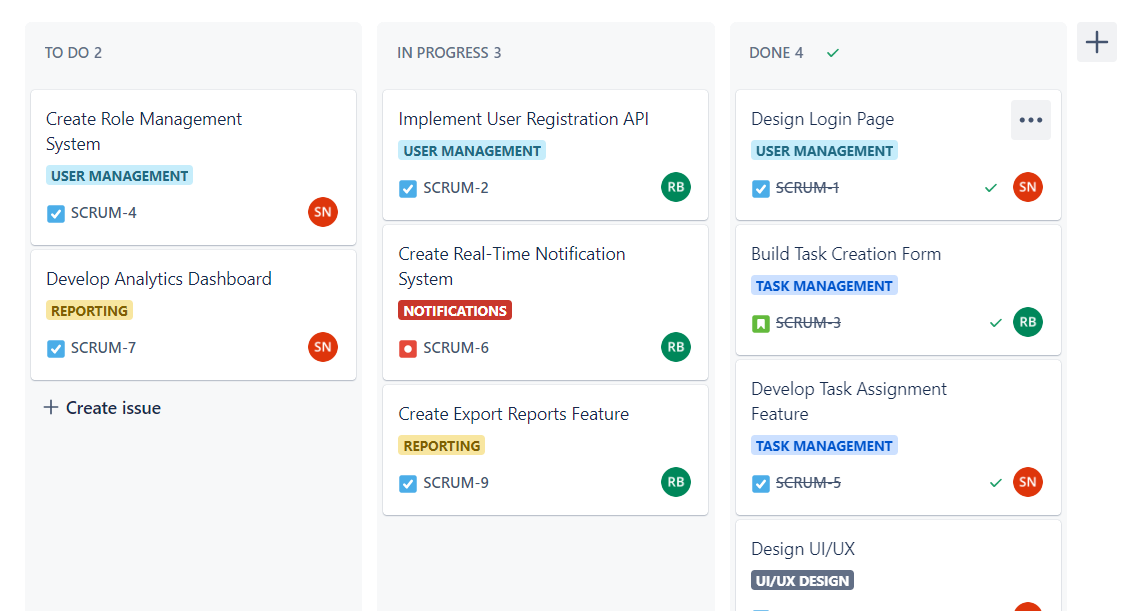 TO DO 2
Create Role Management
System
USER MANAGEMENT
SCRUM-4
SN
Develop Analytics Dashboard
REPORTING
SCRUM-7
SN
Create issue
IN PROGRESS 3
Implement User Registration API
USER MANAGEMENT
SCRUM-2
RB
Create Real-Time Notification
System
NOTIFICATIONS
SCRUM-6
RB
Create Export Reports Feature
REPORTING
SCRUM-9
RB
DONE 4
Design Login Page
USER MANAGEMENT
SCRUM-1
SN
Build Task Creation Form
TASK MANAGEMENT
SCRUM-3
RB
Develop Task Assignment
Feature
TASK MANAGEMENT
SCRUM-5
SN
Design UI/UX
UI/UX DESIGN